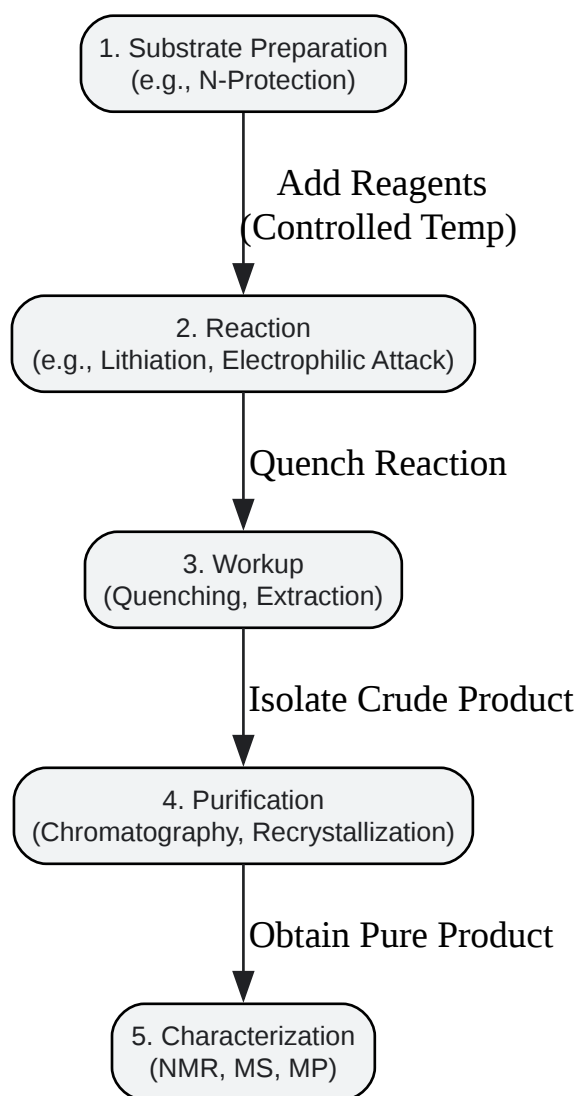 1. Substrate Preparation
(e.g., N-Protection)
Add Reagents
(Controlled Temp)
2. Reaction
(e.g., Lithiation, Electrophilic Attack)
Quench Reaction
3. Workup
(Quenching, Extraction)
Isolate Crude Product
4. Purification
(Chromatography, Recrystallization)
Obtain Pure Product
5. Characterization
(NMR, MS, MP)